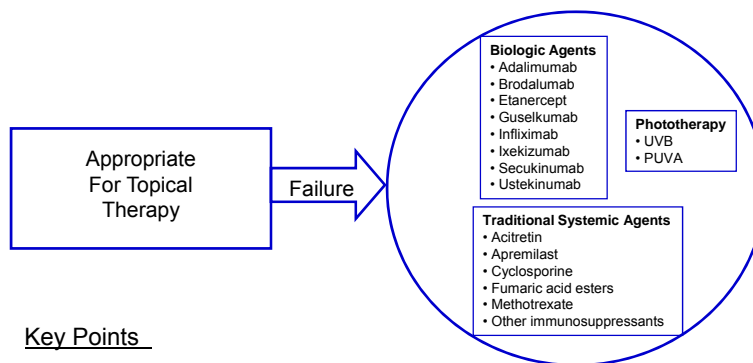 Appropriate
For Topical
Therapy
Failure
Biologic Agents
• Adalimumab
• Brodalumab
• Etanercept
• Guselkumab
• Infliximab
• Ixekizumab
• Secukinumab
• Ustekinumab
Phototherapy
• UVB
• PUVA
Traditional Systemic Agents
• Acitretin
• Apremilast
• Cyclosporine
• Fumaric acid esters
• Methotrexate
• Other immunosuppressants
Key Points